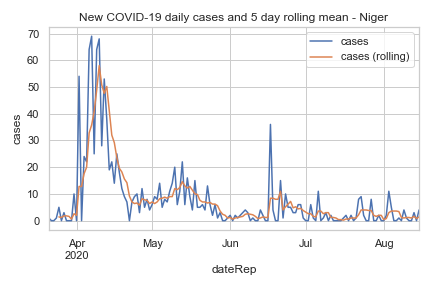 New COVID-19 daily cases and 5 day rolling mean - Niger
cases
cases (rolling)
cases
70
60
50
40
30
20
10
0
Apr
2020
May
Jun
Jul
Aug
dateRep